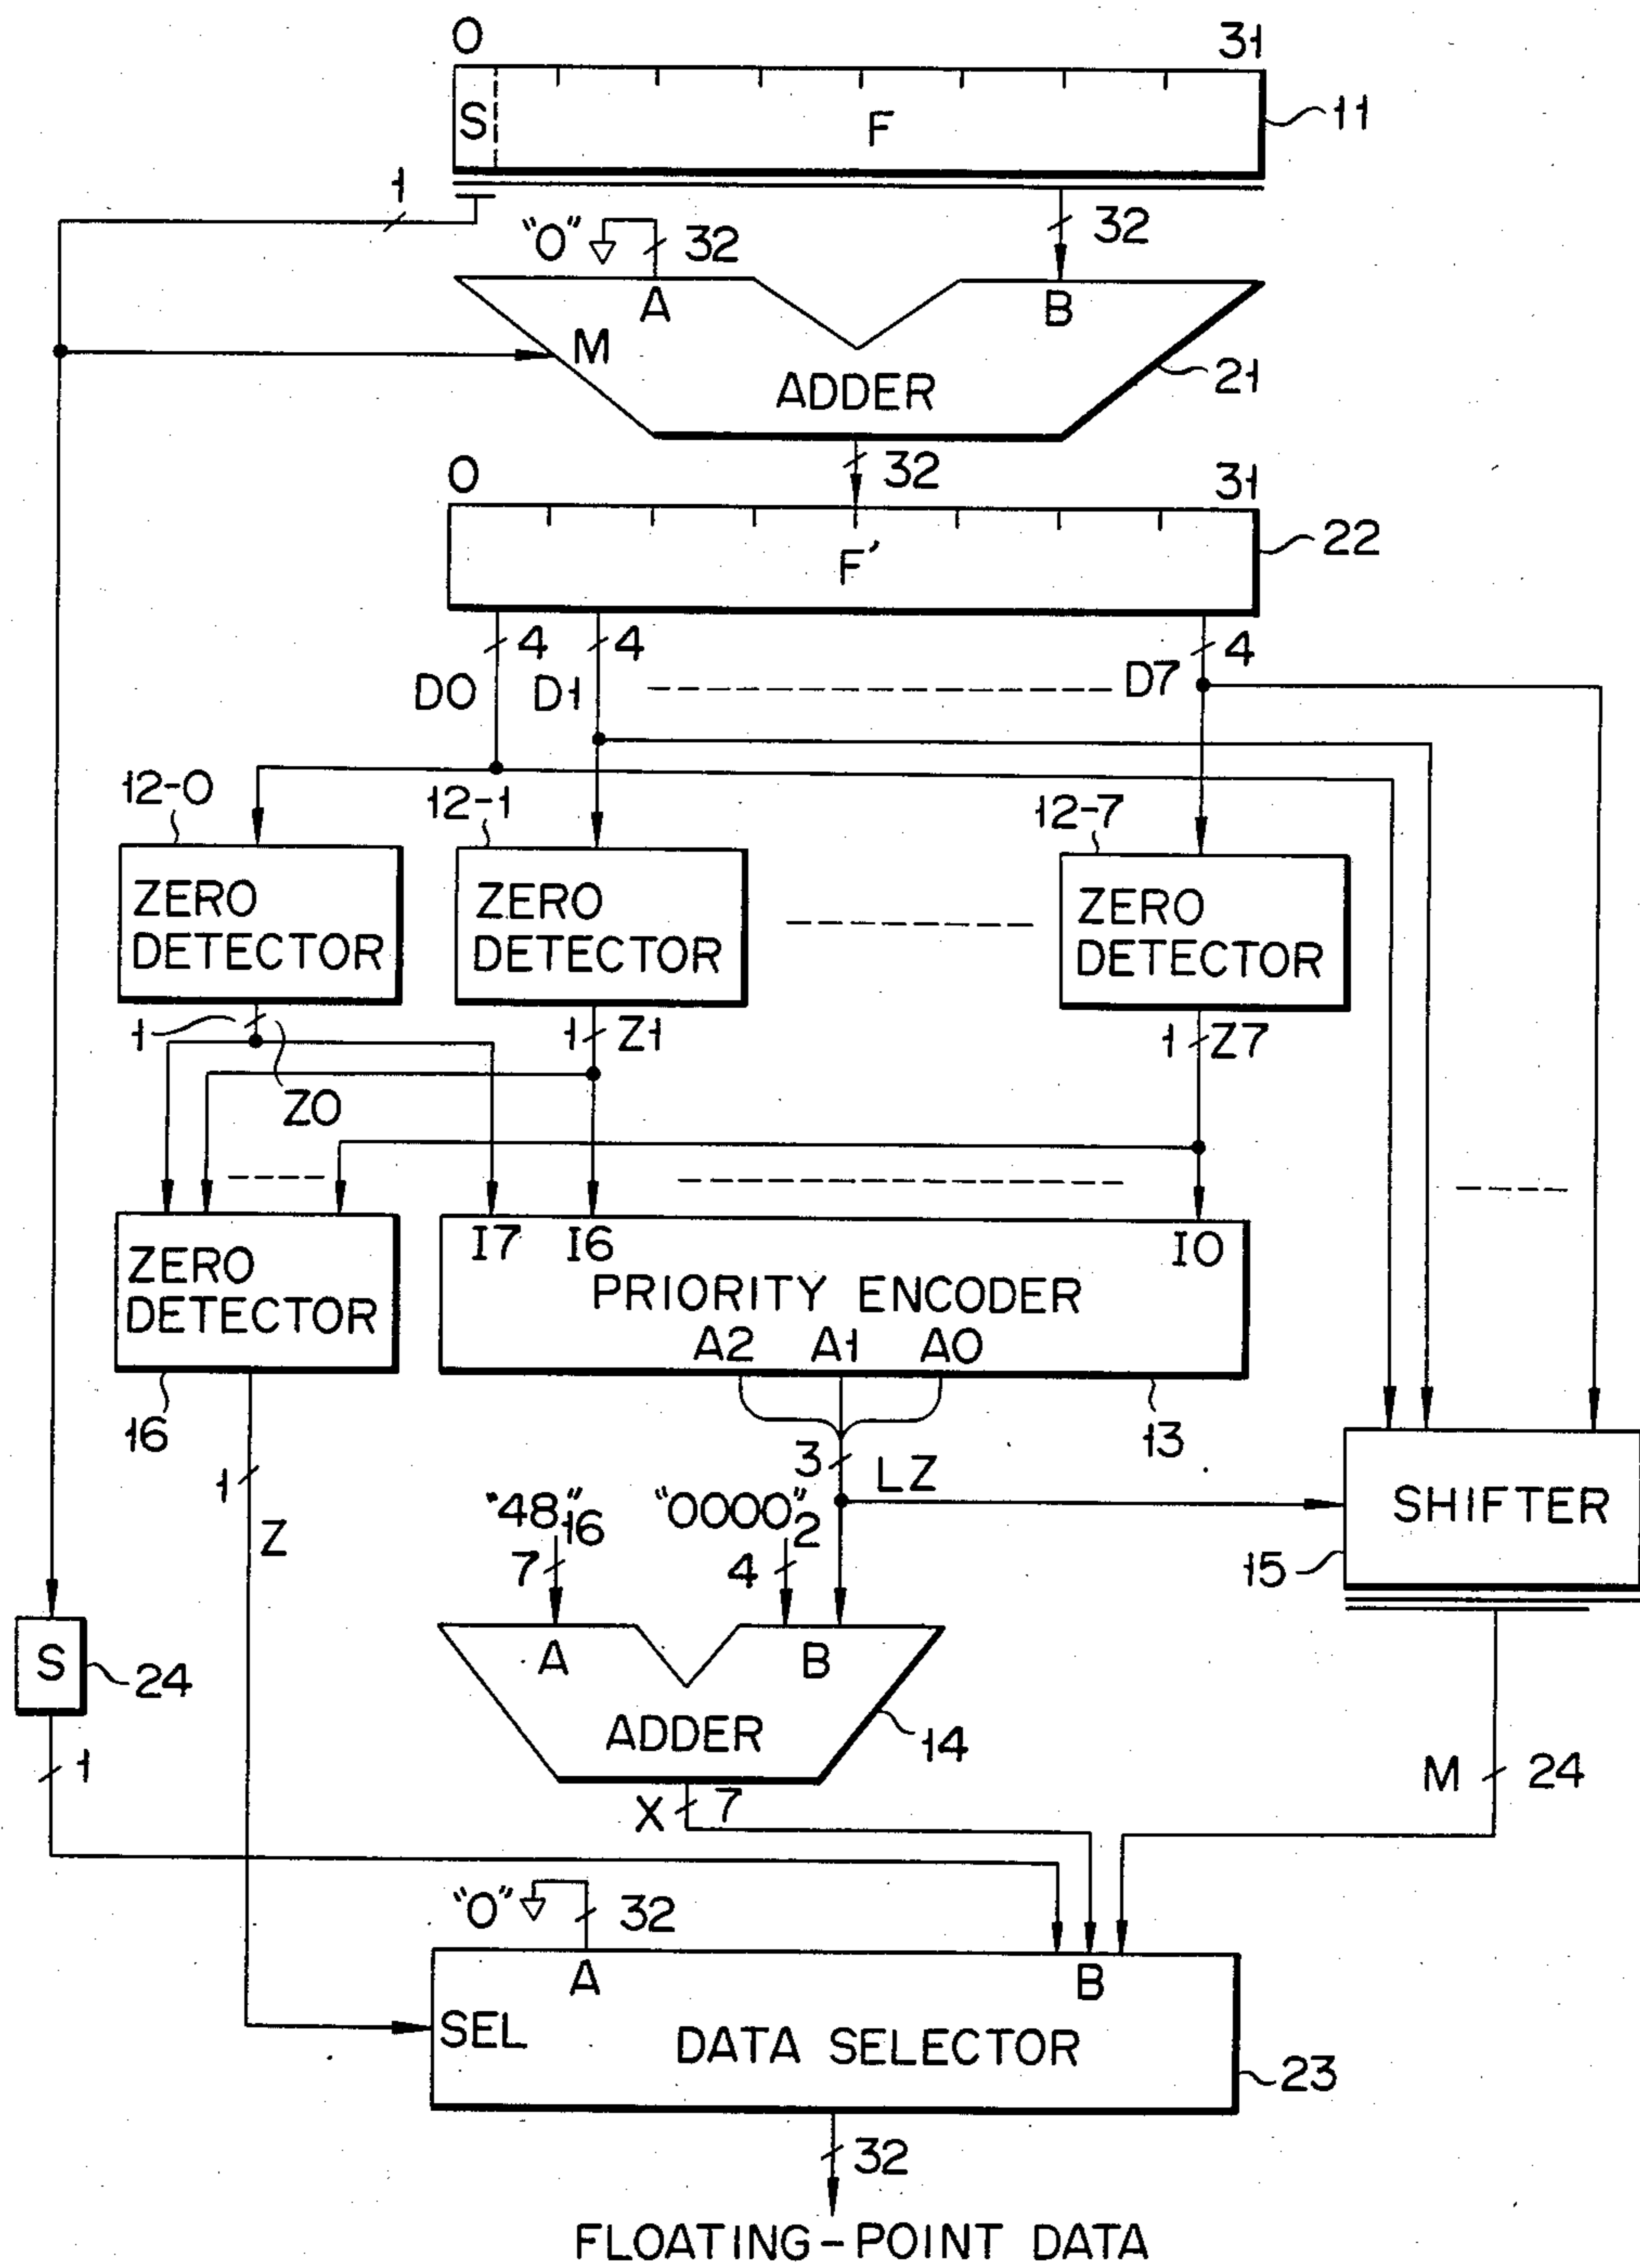 0 31
S F 11
1
"0" 32 32
A B
M
ADDER 21
32
0 31
F' 22
4 4 4
D0 D1 D7
12-0 12-1 12-7
ZERO DETECTOR
ZERO DETECTOR
ZERO DETECTOR
1 Z0 1 Z1 1 Z7
I7 I6 I0
ZERO DETECTOR
PRIORITY ENCODER
A2 A1 A0
16 13
3 LZ
1 Z
"48"16 "0000"2
7 4
SHIFTER
15
A B
S 24
ADDER 14
1
X 7
M 24
"0" 32
A B
SEL DATA SELECTOR
23
32
FLOATING-POINT DATA